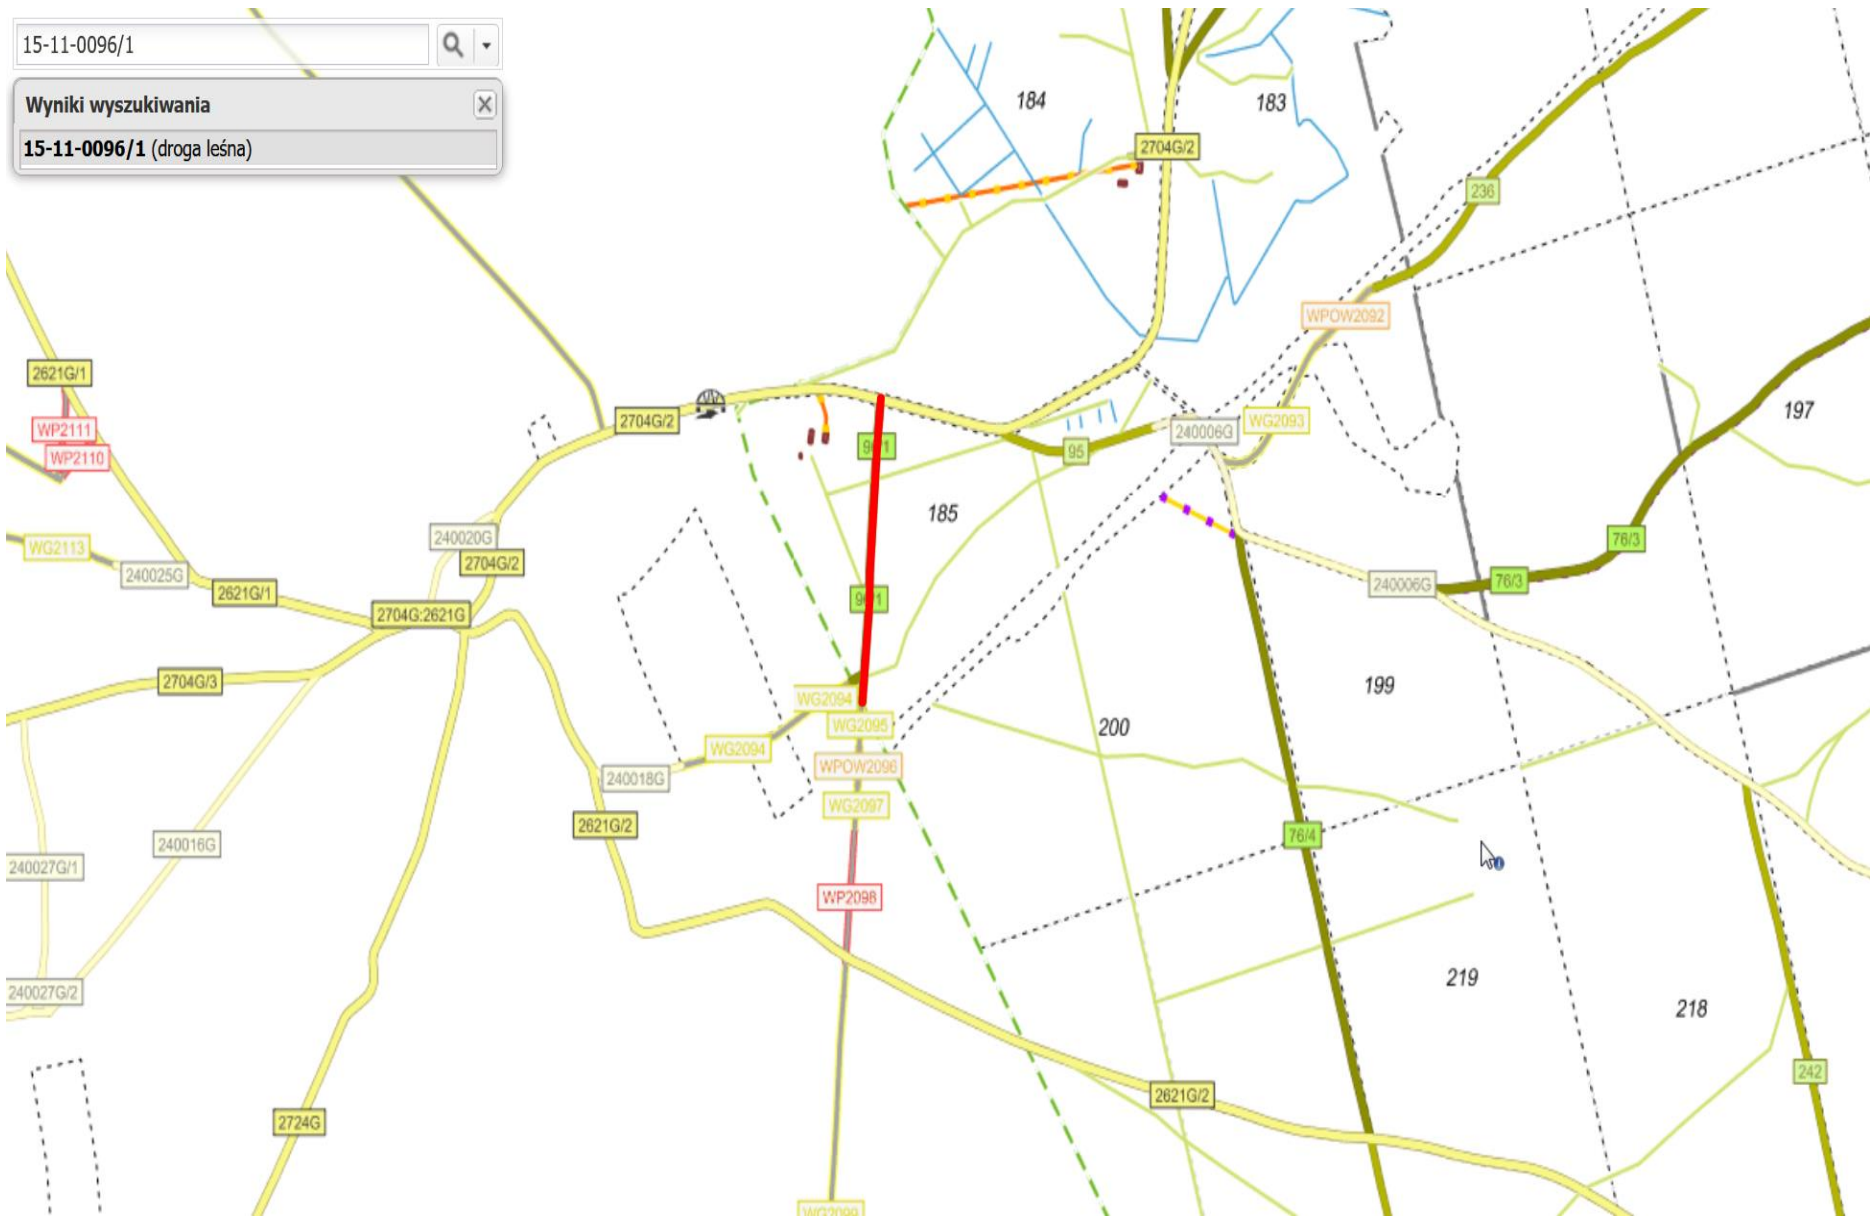 15-11-0096/1
Wyniki wyszukiwania
15-11-0096/1 (droga leśna)
184
183
2704G/2
236
WPOW2092
2621G/1
197
WP2111
2704G/2
WG2093
240006G
WP2110
95
185
240020G
76/3
WG2113
2704G/2
240025G
76/3
240006G
2621G/1
2704G:2621G
2704G/3
199
WG2094
WG2095
200
WG2094
WPOW2096
240018G
WG2097
2621G/2
76/4
240016G
240027G/1
WP2098
219
240027G/2
218
242
2621G/2
2724G
WG2099